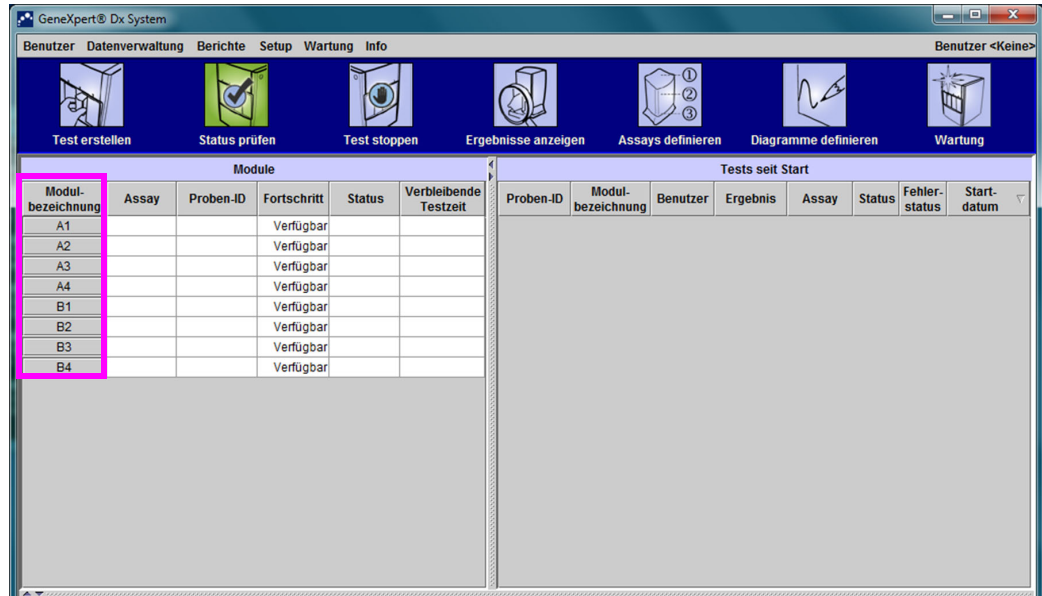 GeneXpert® Dx System
Benutzer Datenverwaltung Berichte Setup Wartung Info Benutzer <Keine>
① ② ③
Test erstellen Status prüfen Test stoppen Ergebnisse anzeigen Assays definieren Diagramme definieren Wartung
Module
Modul-bezeichnung Assay Proben-ID Fortschritt Status Verbleibende Testzeit
A1 Verfügbar
A2 Verfügbar
A3 Verfügbar
A4 Verfügbar
B1 Verfügbar
B2 Verfügbar
B3 Verfügbar
B4 Verfügbar
Tests seit Start
Proben-ID Modul-bezeichnung Benutzer Ergebnis Assay Status Fehler-status Start-datum